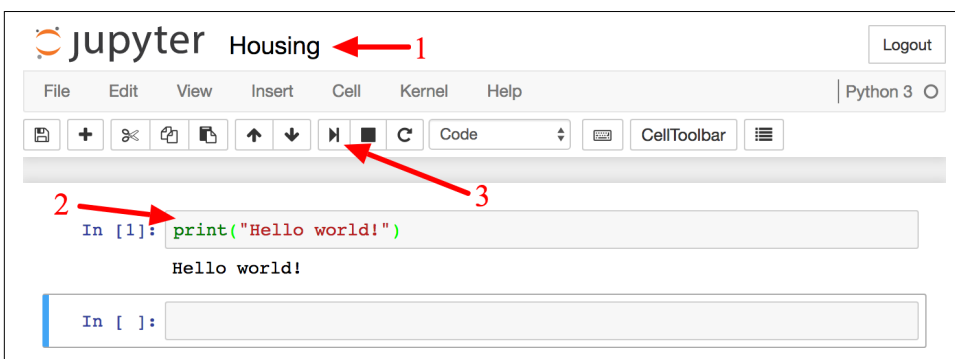 jupyter Housing 1 Logout
File Edit View Insert Cell Kernel Help Python 3
Code CellToolbar
3
2
In [1]: print("Hello world!")
Hello world!
In [ ]: